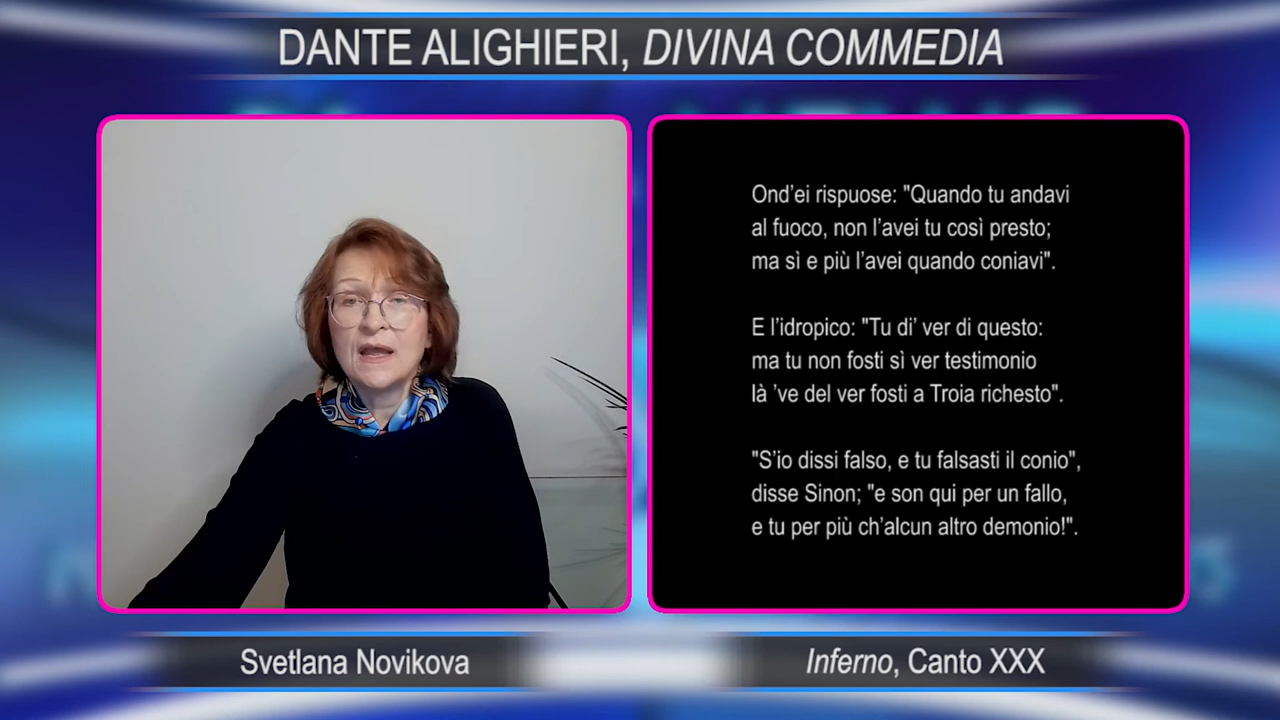 DANTE ALIGHIERI, DIVINA COMMEDIA
Ond’ei rispuose: "Quando tu andavi
al fuoco, non l’avei tu così presto;
ma sì e più l’avei quando coniavi".
E l’idropico: "Tu di’ ver di questo:
ma tu non fosti sì ver testimonio
là ’ve del ver fosti a Troia richesto".
"S’io dissi falso, e tu falsasti il conio",
disse Sinon; "e son qui per un fallo,
e tu per più ch’alcun altro demonio!".
Svetlana Novikova
Inferno, Canto XXX